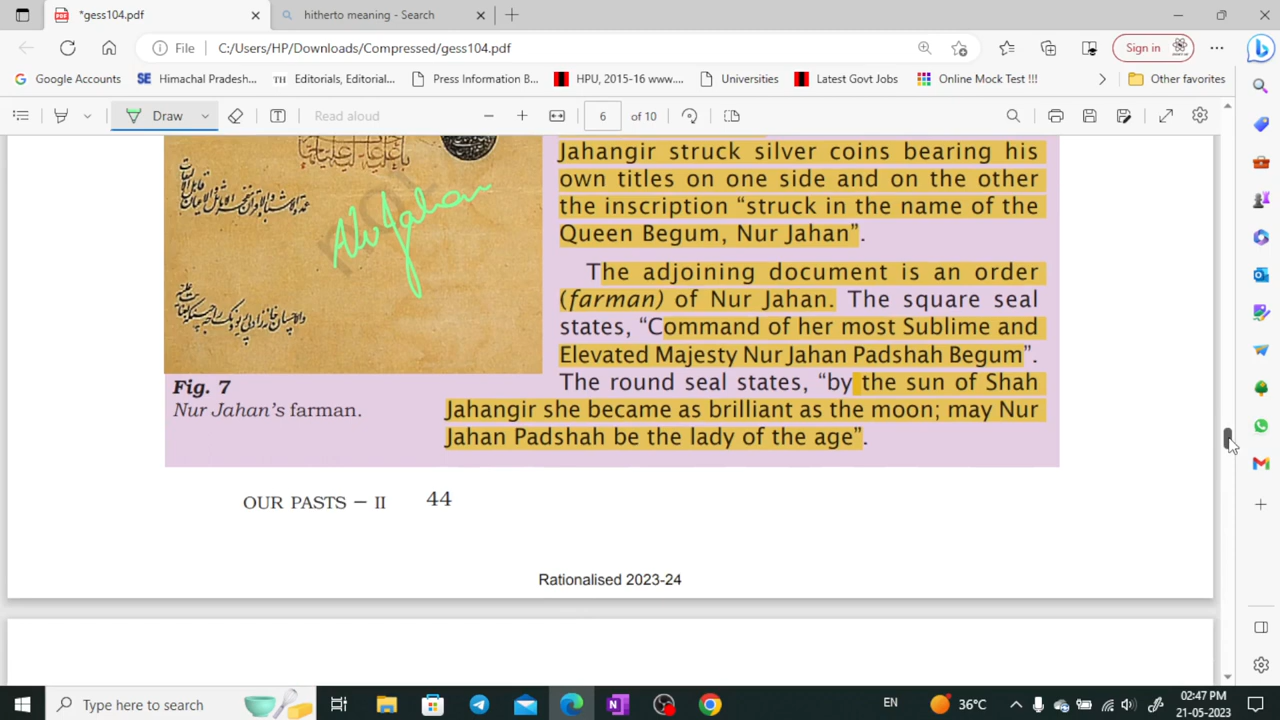 *gess104.pdf
hitherto meaning - Search
File C:/Users/HP/Downloads/Compressed/gess104.pdf
Sign in
Google Accounts
SE Himachal Pradesh...
TH Editorials, Editorial...
Press Information B...
HPU, 2015-16 www....
Universities
Latest Govt Jobs
Online Mock Test !!!
Other favorites
Draw
Read aloud
6 of 10
Jahangir struck silver coins bearing his
own titles on one side and on the other
the inscription “struck in the name of the
Queen Begum, Nur Jahan”.
The adjoining document is an order
(farman) of Nur Jahan. The square seal
states, “Command of her most Sublime and
Elevated Majesty Nur Jahan Padshah Begum”.
The round seal states, “by the sun of Shah
Jahangir she became as brilliant as the moon; may Nur
Jahan Padshah be the lady of the age”.
Fig. 7
Nur Jahan’s farman.
OUR PASTS – II 44
Rationalised 2023-24
Type here to search
EN
36°C
02:47 PM
21-05-2023